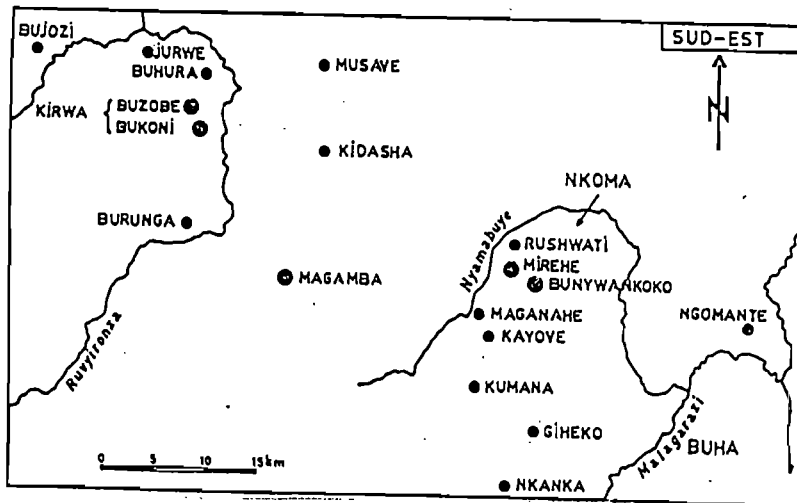 BUJOZI
JURWE
BUHURA
MUSAYE
SUD-EST
N
KIRWA
BUZOBE
BUKONI
KIDASHA
NKOMA
BURUNGA
Nyamabuye
RUSHWATI
MIREHE
MAGAMBA
BUNYWANKOKO
MAGANAHE
NGOMANTE
KAYOVE
Ruvyironza
KUMANA
GIHEKO
Malagarazi
BUHA
0 5 10 15km
NKANKA